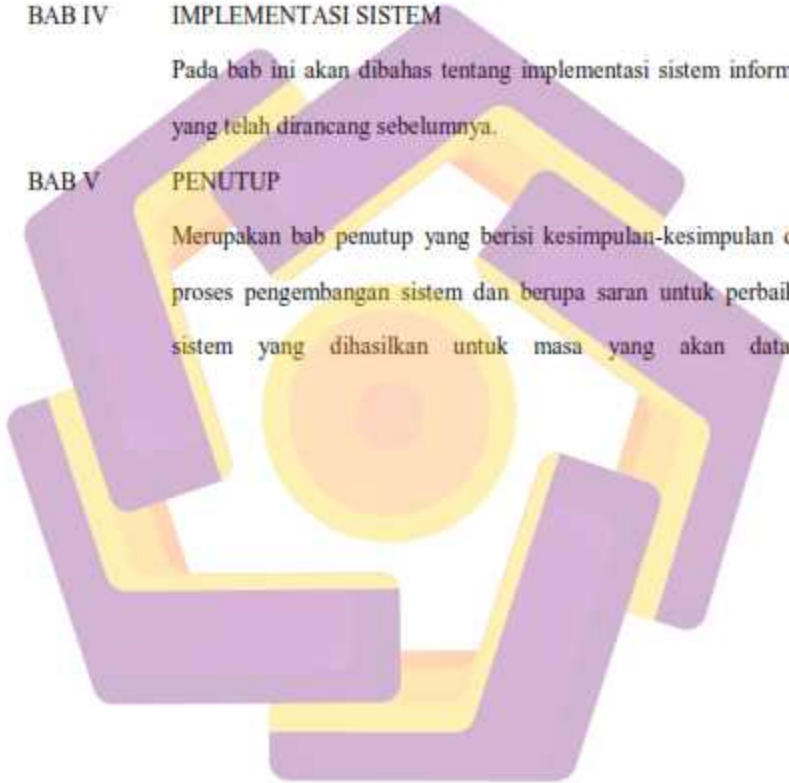 BAB IV IMPLEMENTASI SISTEM
Pada bab ini akan dibahas tentang implementasi sistem inform
yang telah dirancang sebelumnya.
BAB V PENUTUP
Merupakan bab penutup yang berisi kesimpulan-kesimpulan
proses pengembangan sistem dan berupa saran untuk perbaik
sistem yang dihasilkan untuk masa yang akan data